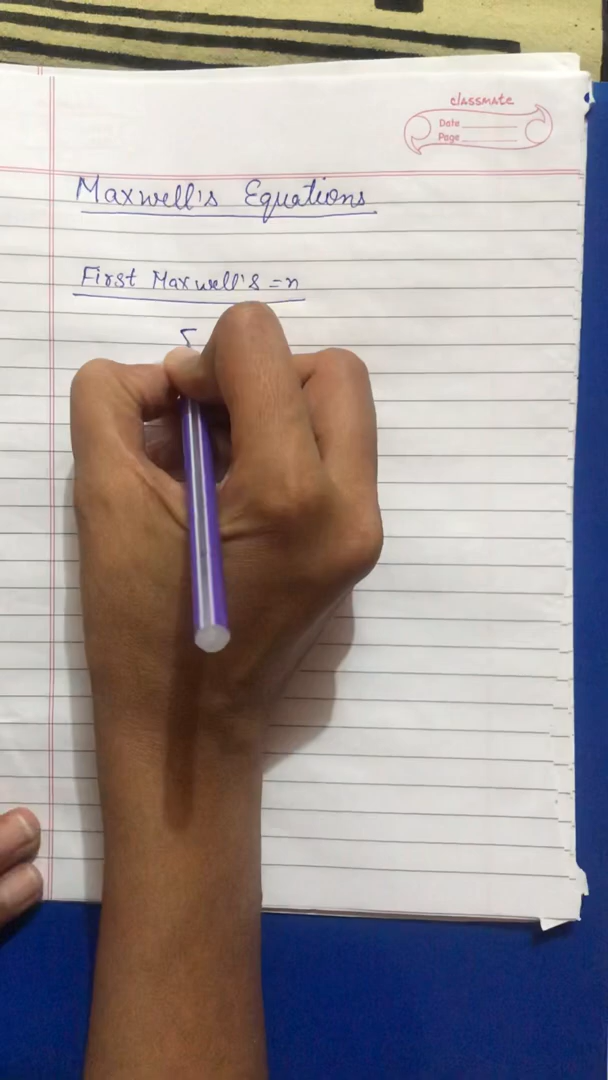 classmate
Date
Page
Maxwell's Equations
First Maxwell's =n